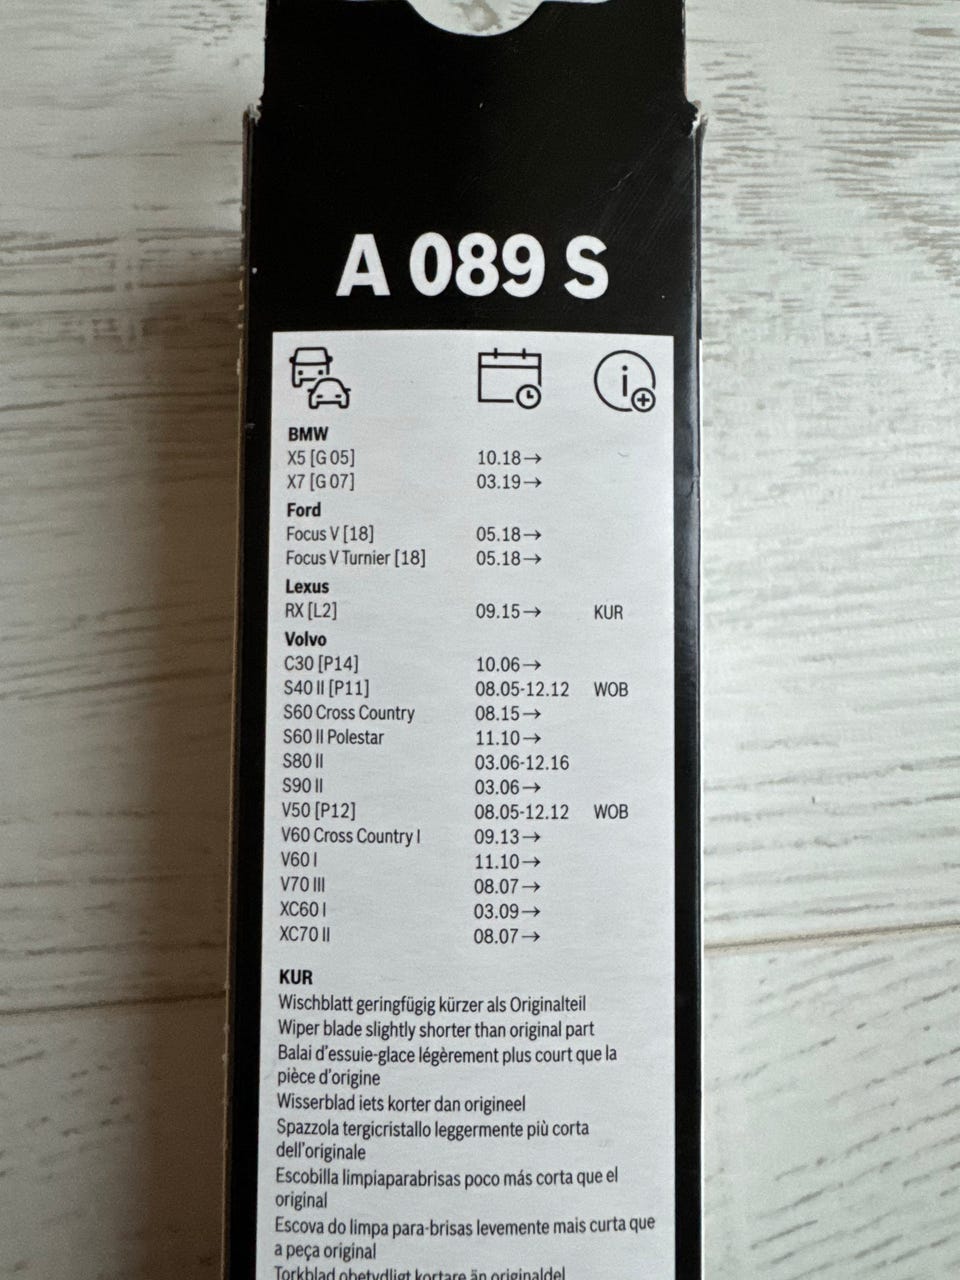 A 089 S
BMW
X5 [G 05] 10.18→
X7 [G 07] 03.19→
Ford
Focus V [18] 05.18→
Focus V Turnier [18] 05.18→
Lexus
RX [L2] 09.15→ KUR
Volvo
C30 [P14] 10.06→
S40 II [P11] 08.05-12.12 WOB
S60 Cross Country 08.15→
S60 II Polestar 11.10→
S80 II 03.06-12.16
S90 II 03.06→
V50 [P12] 08.05-12.12 WOB
V60 Cross Country I 09.13→
V60 I 11.10→
V70 III 08.07→
XC60 I 03.09→
XC70 II 08.07→
KUR
Wischblatt geringfügig kürzer als Originalteil
Wiper blade slightly shorter than original part
Balai d'essuie-glace légèrement plus court que la
pièce d'origine
Wisserblad iets korter dan origineel
Spazzola tergicristallo leggermente più corta
dell'originale
Escobilla limpiaparabrisas poco más corta que el
original
Escova do limpa para-brisas levemente mais curta que
a peça original
Torkblad obetydligt kortare än originaldel